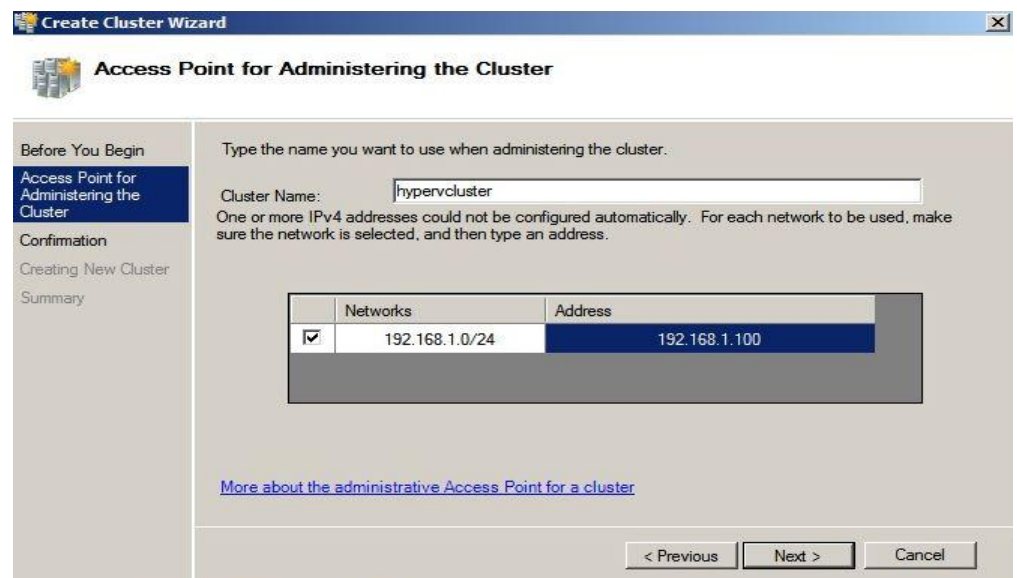 Create Cluster Wizard
Access Point for Administering the Cluster
Before You Begin
Access Point for
Administering the
Cluster
Confirmation
Creating New Cluster
Summary
Type the name you want to use when administering the cluster.
Cluster Name:
hypervcluster
One or more IPv4 addresses could not be configured automatically. For each network to be used, make
sure the network is selected, and then type an address.
Networks Address
192.168.1.0/24 192.168.1.100
More about the administrative Access Point for a cluster
< Previous Next > Cancel